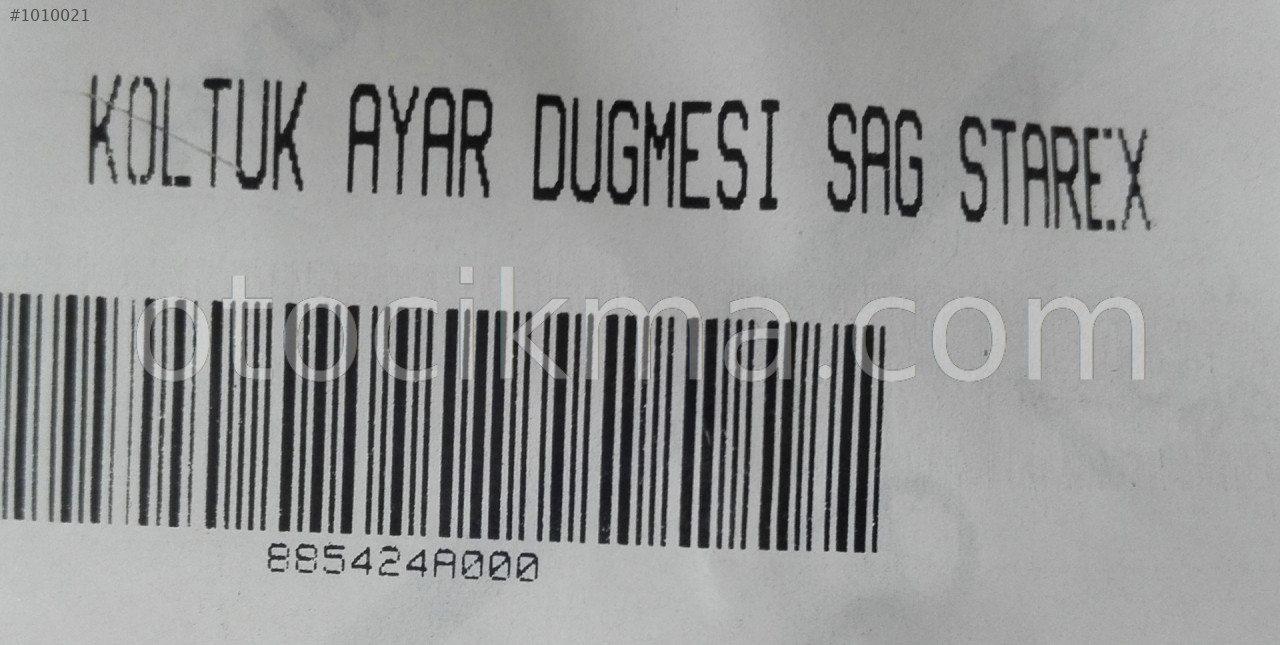 #1010021
KOLTUK AYAR DUGMESI SAG STAREX
otocikma.com
885424A000